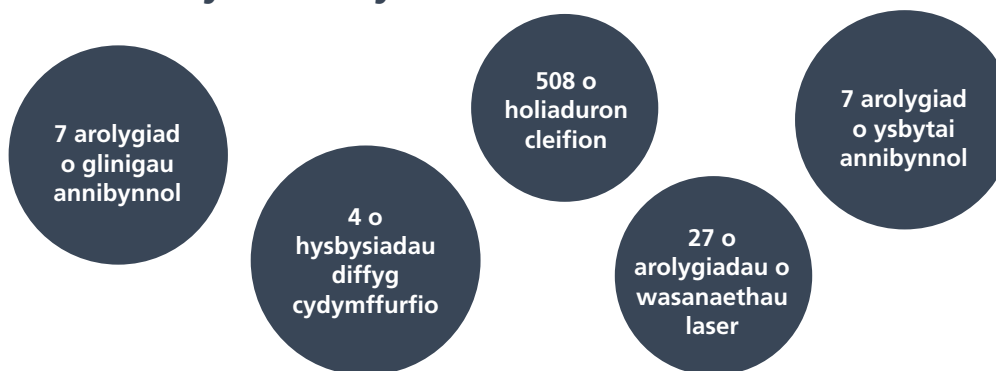 7 arolygiad
o glinigau
annibynnol
4 o
hysbysiadau
diffyg
cydymffurfio
508 o
holiaduron
cleifion
27 o
arolygiadau o
wasanaethau
laser
7 arolygiad
o ysbytai
annibynnol